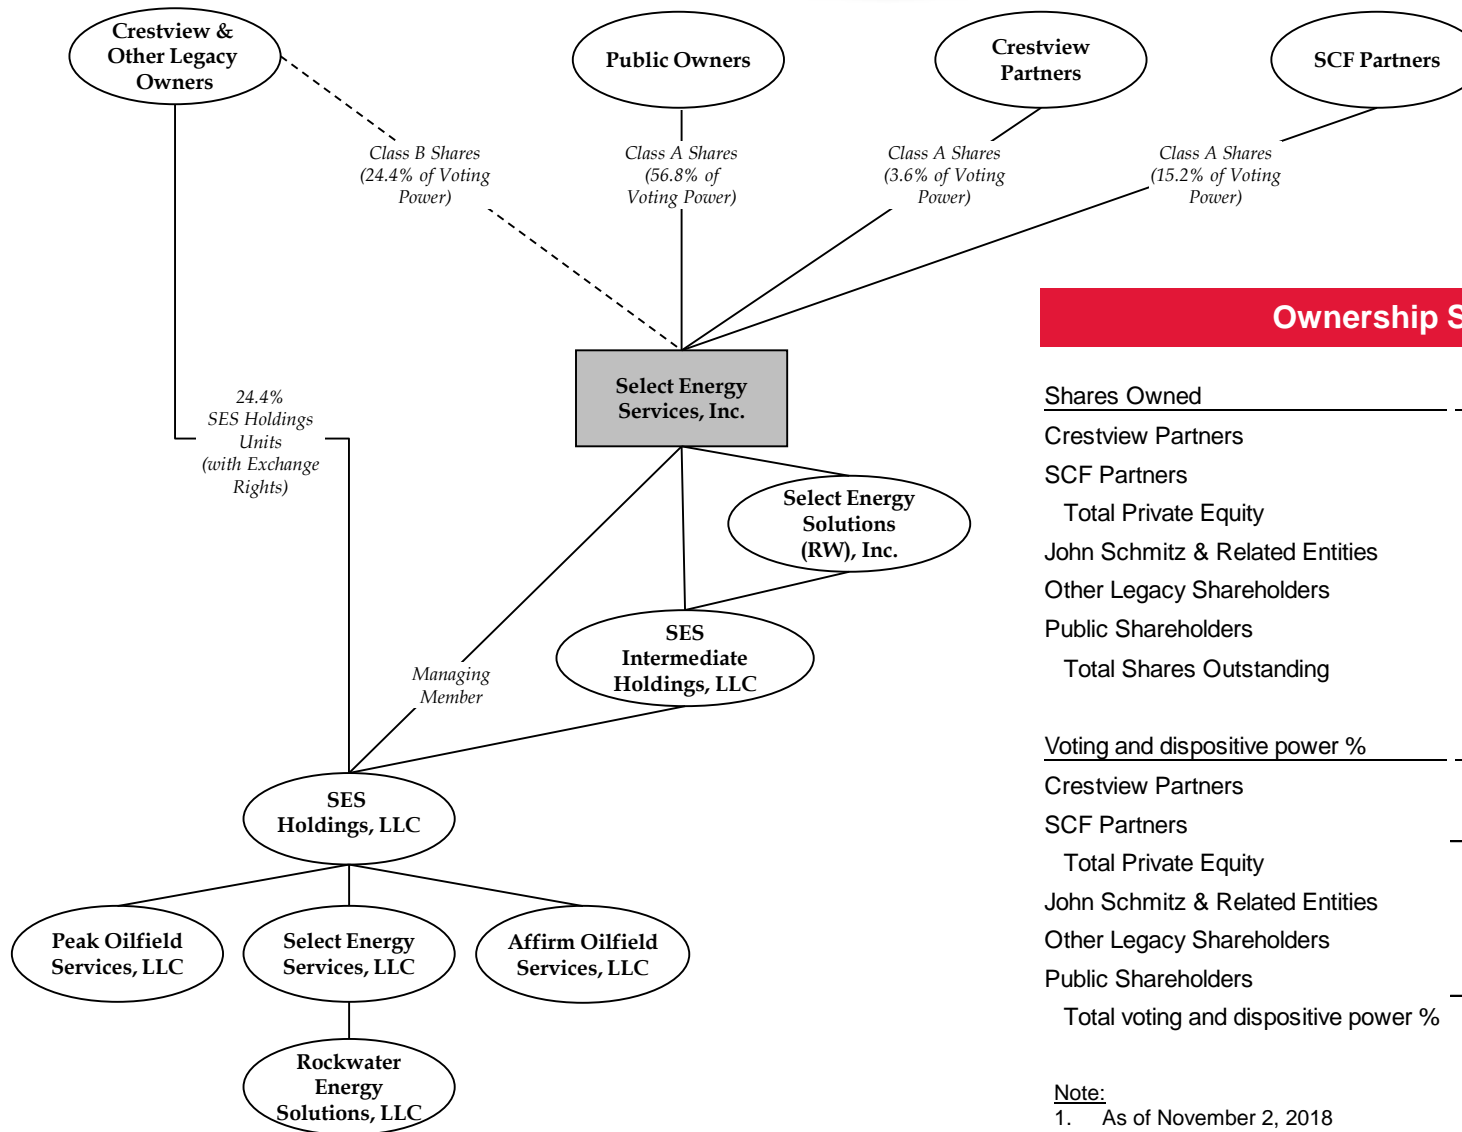 Crestview &
Other Legacy
Owners
Public Owners
Crestview
Partners
SCF Partners
Class B Shares
(24.4% of Voting
Power)
Class A Shares
(56.8% of
Voting Power)
Class A Shares
(3.6% of Voting
Power)
Class A Shares
(15.2% of Voting
Power)
Select Energy
Services, Inc.
24.4%
SES Holdings
Units
(with Exchange
Rights)
Select Energy
Solutions
(RW), Inc.
SES
Intermediate
Holdings, LLC
Managing
Member
SES
Holdings, LLC
Peak Oilfield
Services, LLC
Select Energy
Services, LLC
Affirm Oilfield
Services, LLC
Rockwater
Energy
Solutions, LLC
Ownership S
Shares Owned
Crestview Partners
SCF Partners
Total Private Equity
John Schmitz & Related Entities
Other Legacy Shareholders
Public Shareholders
Total Shares Outstanding
Voting and dispositive power %
Crestview Partners
SCF Partners
Total Private Equity
John Schmitz & Related Entities
Other Legacy Shareholders
Public Shareholders
Total voting and dispositive power %
Note:
1. As of November 2, 2018